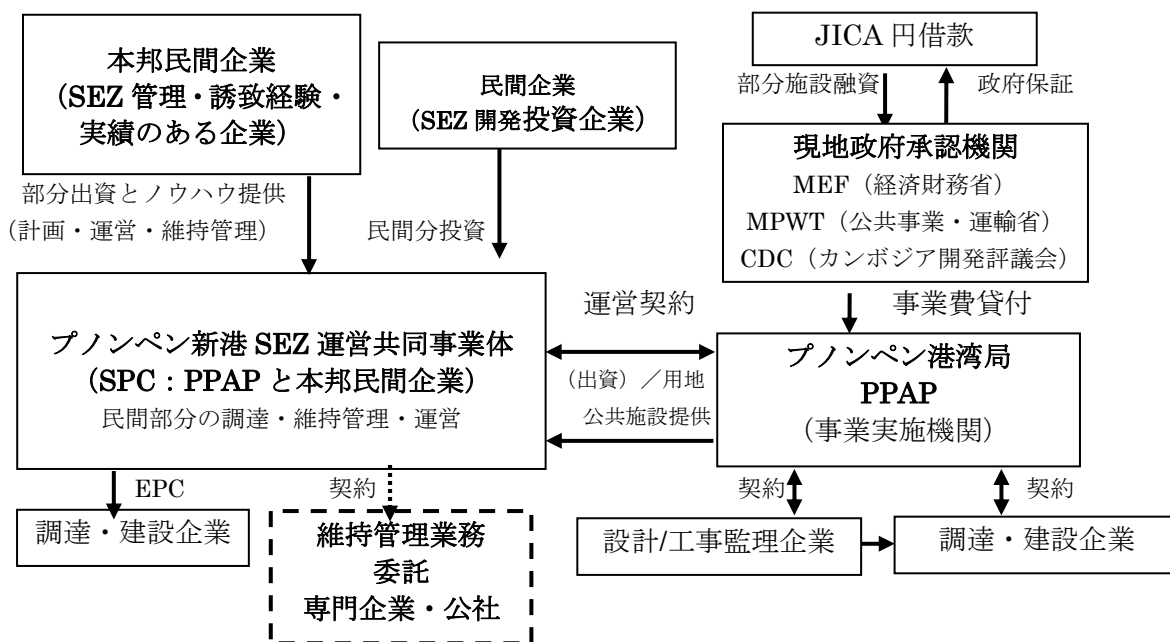 本邦民間企業
（SEZ 管理・誘致経験・
実績のある企業）
民間企業
（SEZ 開発投資企業）
JICA 円借款
部分施設融資
政府保証
現地政府承認機関
MEF（経済財務省）
MPWT（公共事業・運輸省）
CDC（カンボジア開発評議会）
部分出資とノウハウ提供
（計画・運営・維持管理）
民間分投資
運営契約
事業費貸付
プノンペン新港 SEZ 運営共同事業体
（SPC：PPAP と本邦民間企業）
民間部分の調達・維持管理・運営
（出資）／用地
公共施設提供
プノンペン港湾局
PPAP
（事業実施機関）
EPC
契約
契約
契約
調達・建設企業
維持管理業務
委託
専門企業・公社
設計/工事監理企業
調達・建設企業